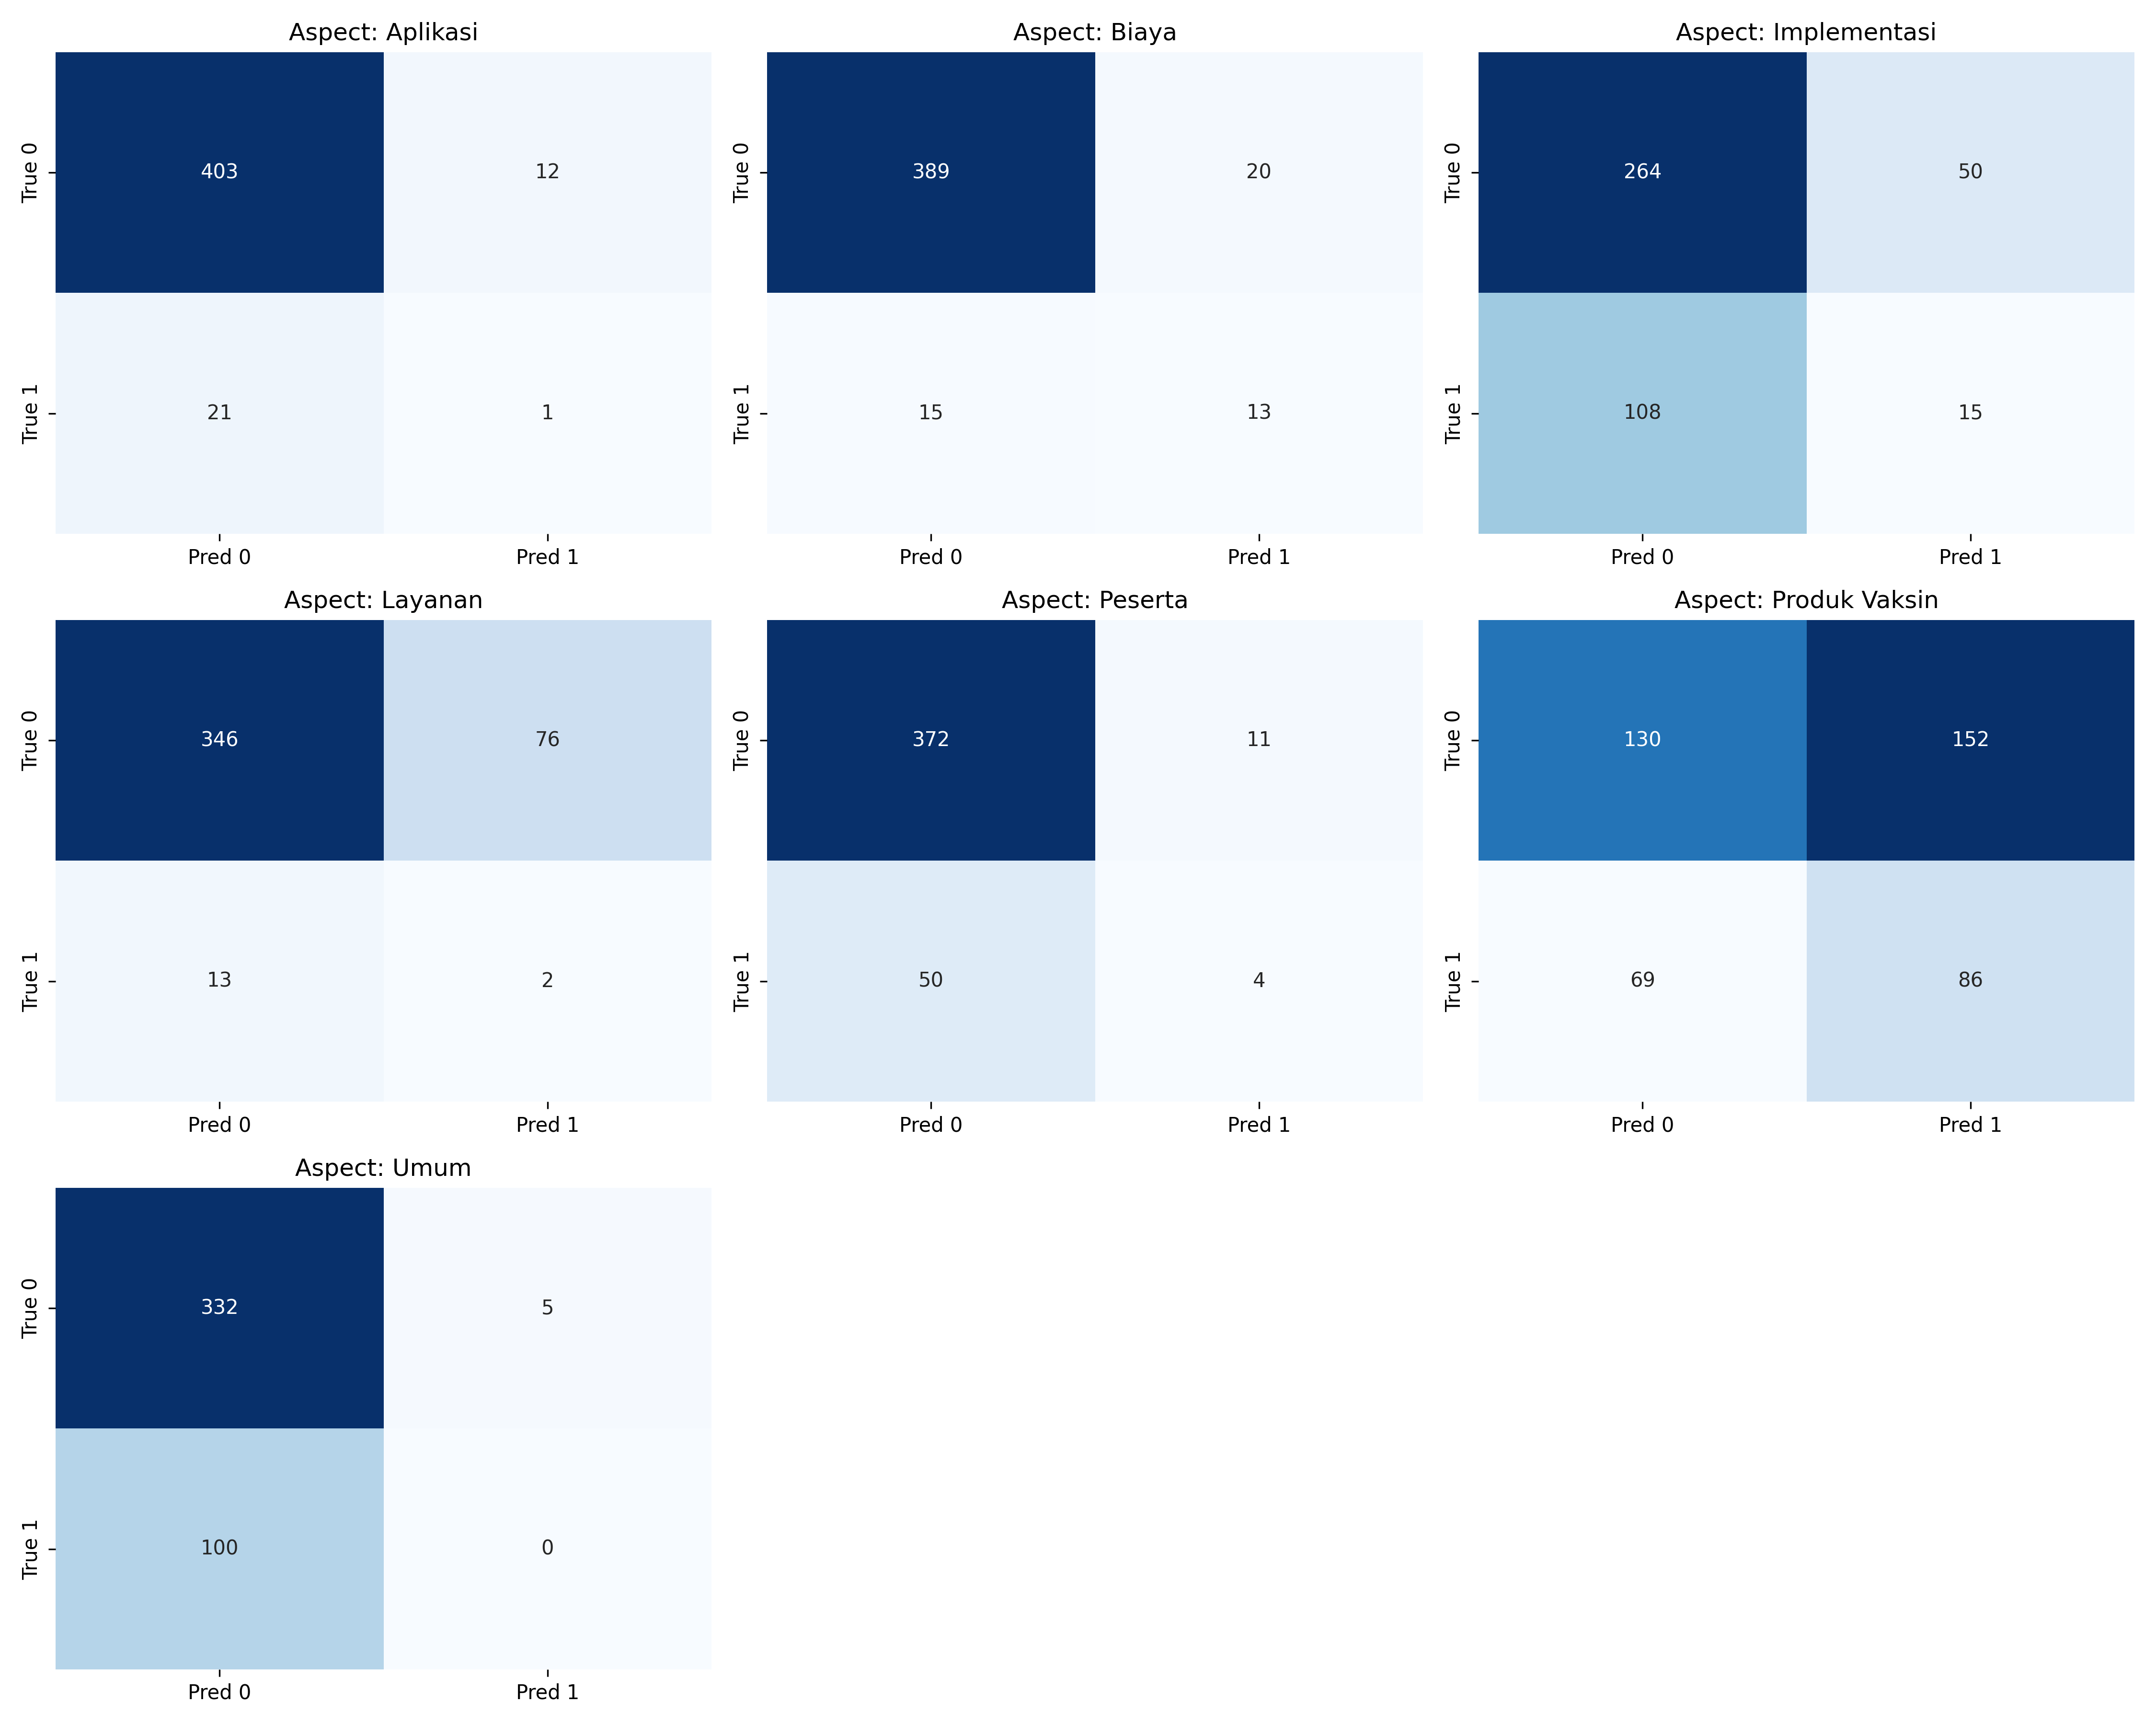 Aspect: Aplikasi
True 0
403
12
True 1
21
1
Pred 0
Pred 1
Aspect: Biaya
True 0
389
20
True 1
15
13
Pred 0
Pred 1
Aspect: Implementasi
True 0
264
50
True 1
108
15
Pred 0
Pred 1
Aspect: Layanan
True 0
346
76
True 1
13
2
Pred 0
Pred 1
Aspect: Peserta
True 0
372
11
True 1
50
4
Pred 0
Pred 1
Aspect: Produk Vaksin
True 0
130
152
True 1
69
86
Pred 0
Pred 1
Aspect: Umum
True 0
332
5
True 1
100
0
Pred 0
Pred 1